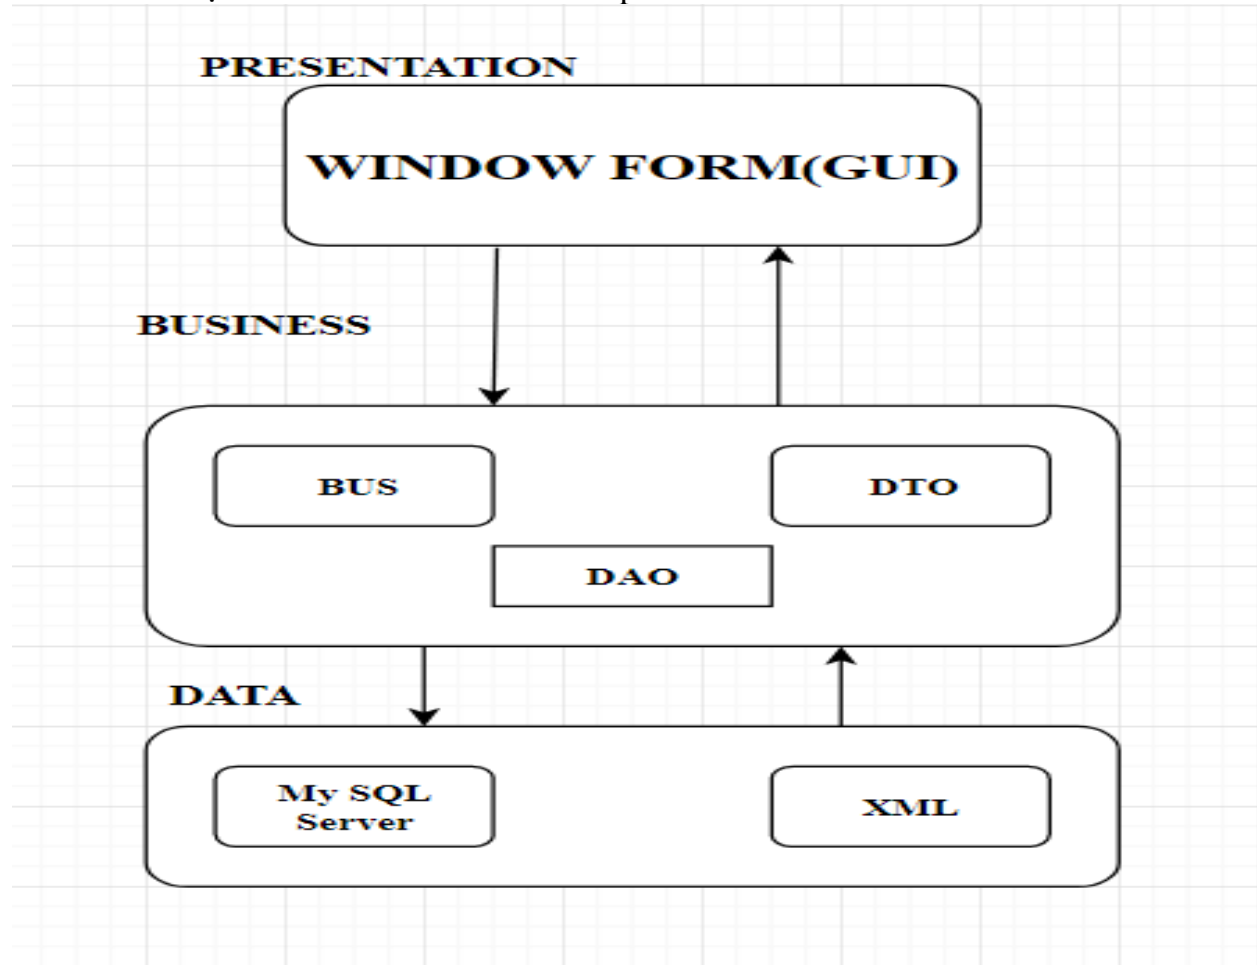 PRESENTATION
WINDOW FORM(GUI)
BUSINESS
BUS
DTO
DAO
DATA
My SQL
Server
XML